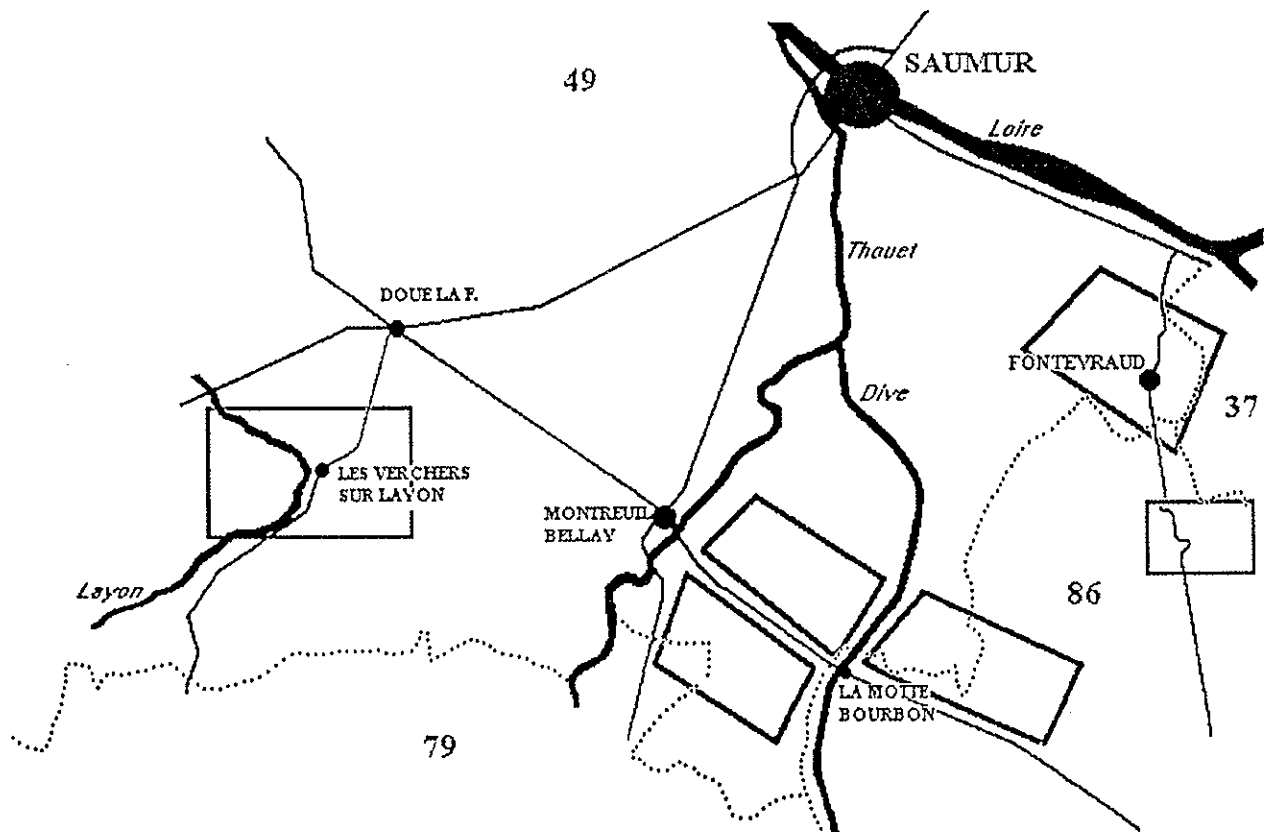 SAUMUR
49
Loire
Thouet
DOUE LA F.
FONTEVRAUD
Dive
37
LES VERCHERS
SUR LAYON
MONTREUIL
BELLAY
Layon
86
LA MOTTE
BOURBON
79